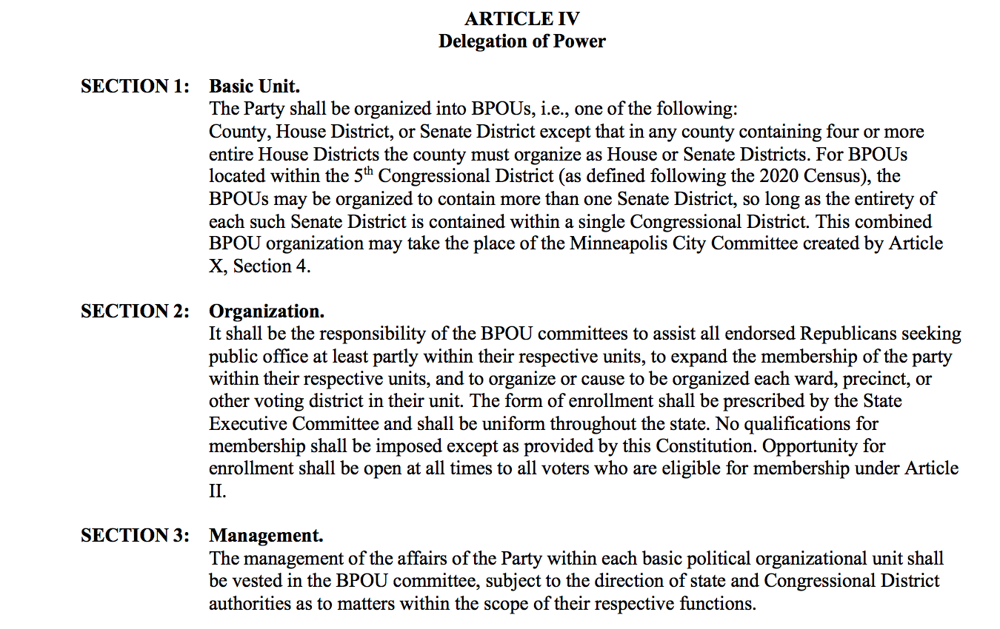 ARTICLE IV
Delegation of Power
SECTION 1: Basic Unit.
The Party shall be organized into BPOUs, i.e., one of the following:
County, House District, or Senate District except that in any county containing four or more
entire House Districts the county must organize as House or Senate Districts. For BPOUs
located within the 5th Congressional District (as defined following the 2020 Census), the
BPOUs may be organized to contain more than one Senate District, so long as the entirety of
each such Senate District is contained within a single Congressional District. This combined
BPOU organization may take the place of the Minneapolis City Committee created by Article
X, Section 4.
SECTION 2: Organization.
It shall be the responsibility of the BPOU committees to assist all endorsed Republicans seeking
public office at least partly within their respective units, to expand the membership of the party
within their respective units, and to organize or cause to be organized each ward, precinct, or
other voting district in their unit. The form of enrollment shall be prescribed by the State
Executive Committee and shall be uniform throughout the state. No qualifications for
membership shall be imposed except as provided by this Constitution. Opportunity for
enrollment shall be open at all times to all voters who are eligible for membership under Article
II.
SECTION 3: Management.
The management of the affairs of the Party within each basic political organizational unit shall
be vested in the BPOU committee, subject to the direction of state and Congressional District
authorities as to matters within the scope of their respective functions.